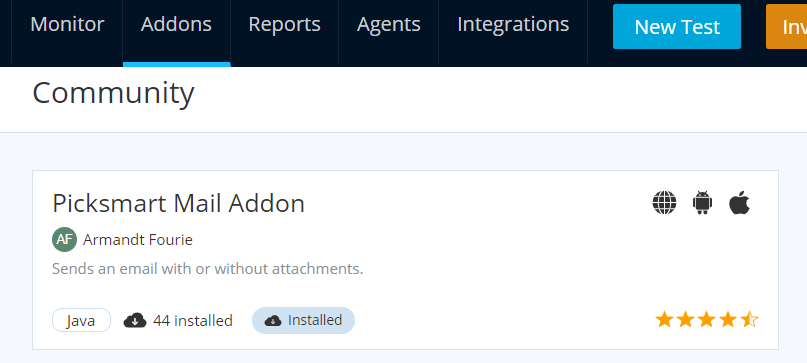 Monitor Addons Reports Agents Integrations New Test Inv
Community
Picksmart Mail Addon
AF Armandt Fourie
Sends an email with or without attachments.
Java 44 installed Installed